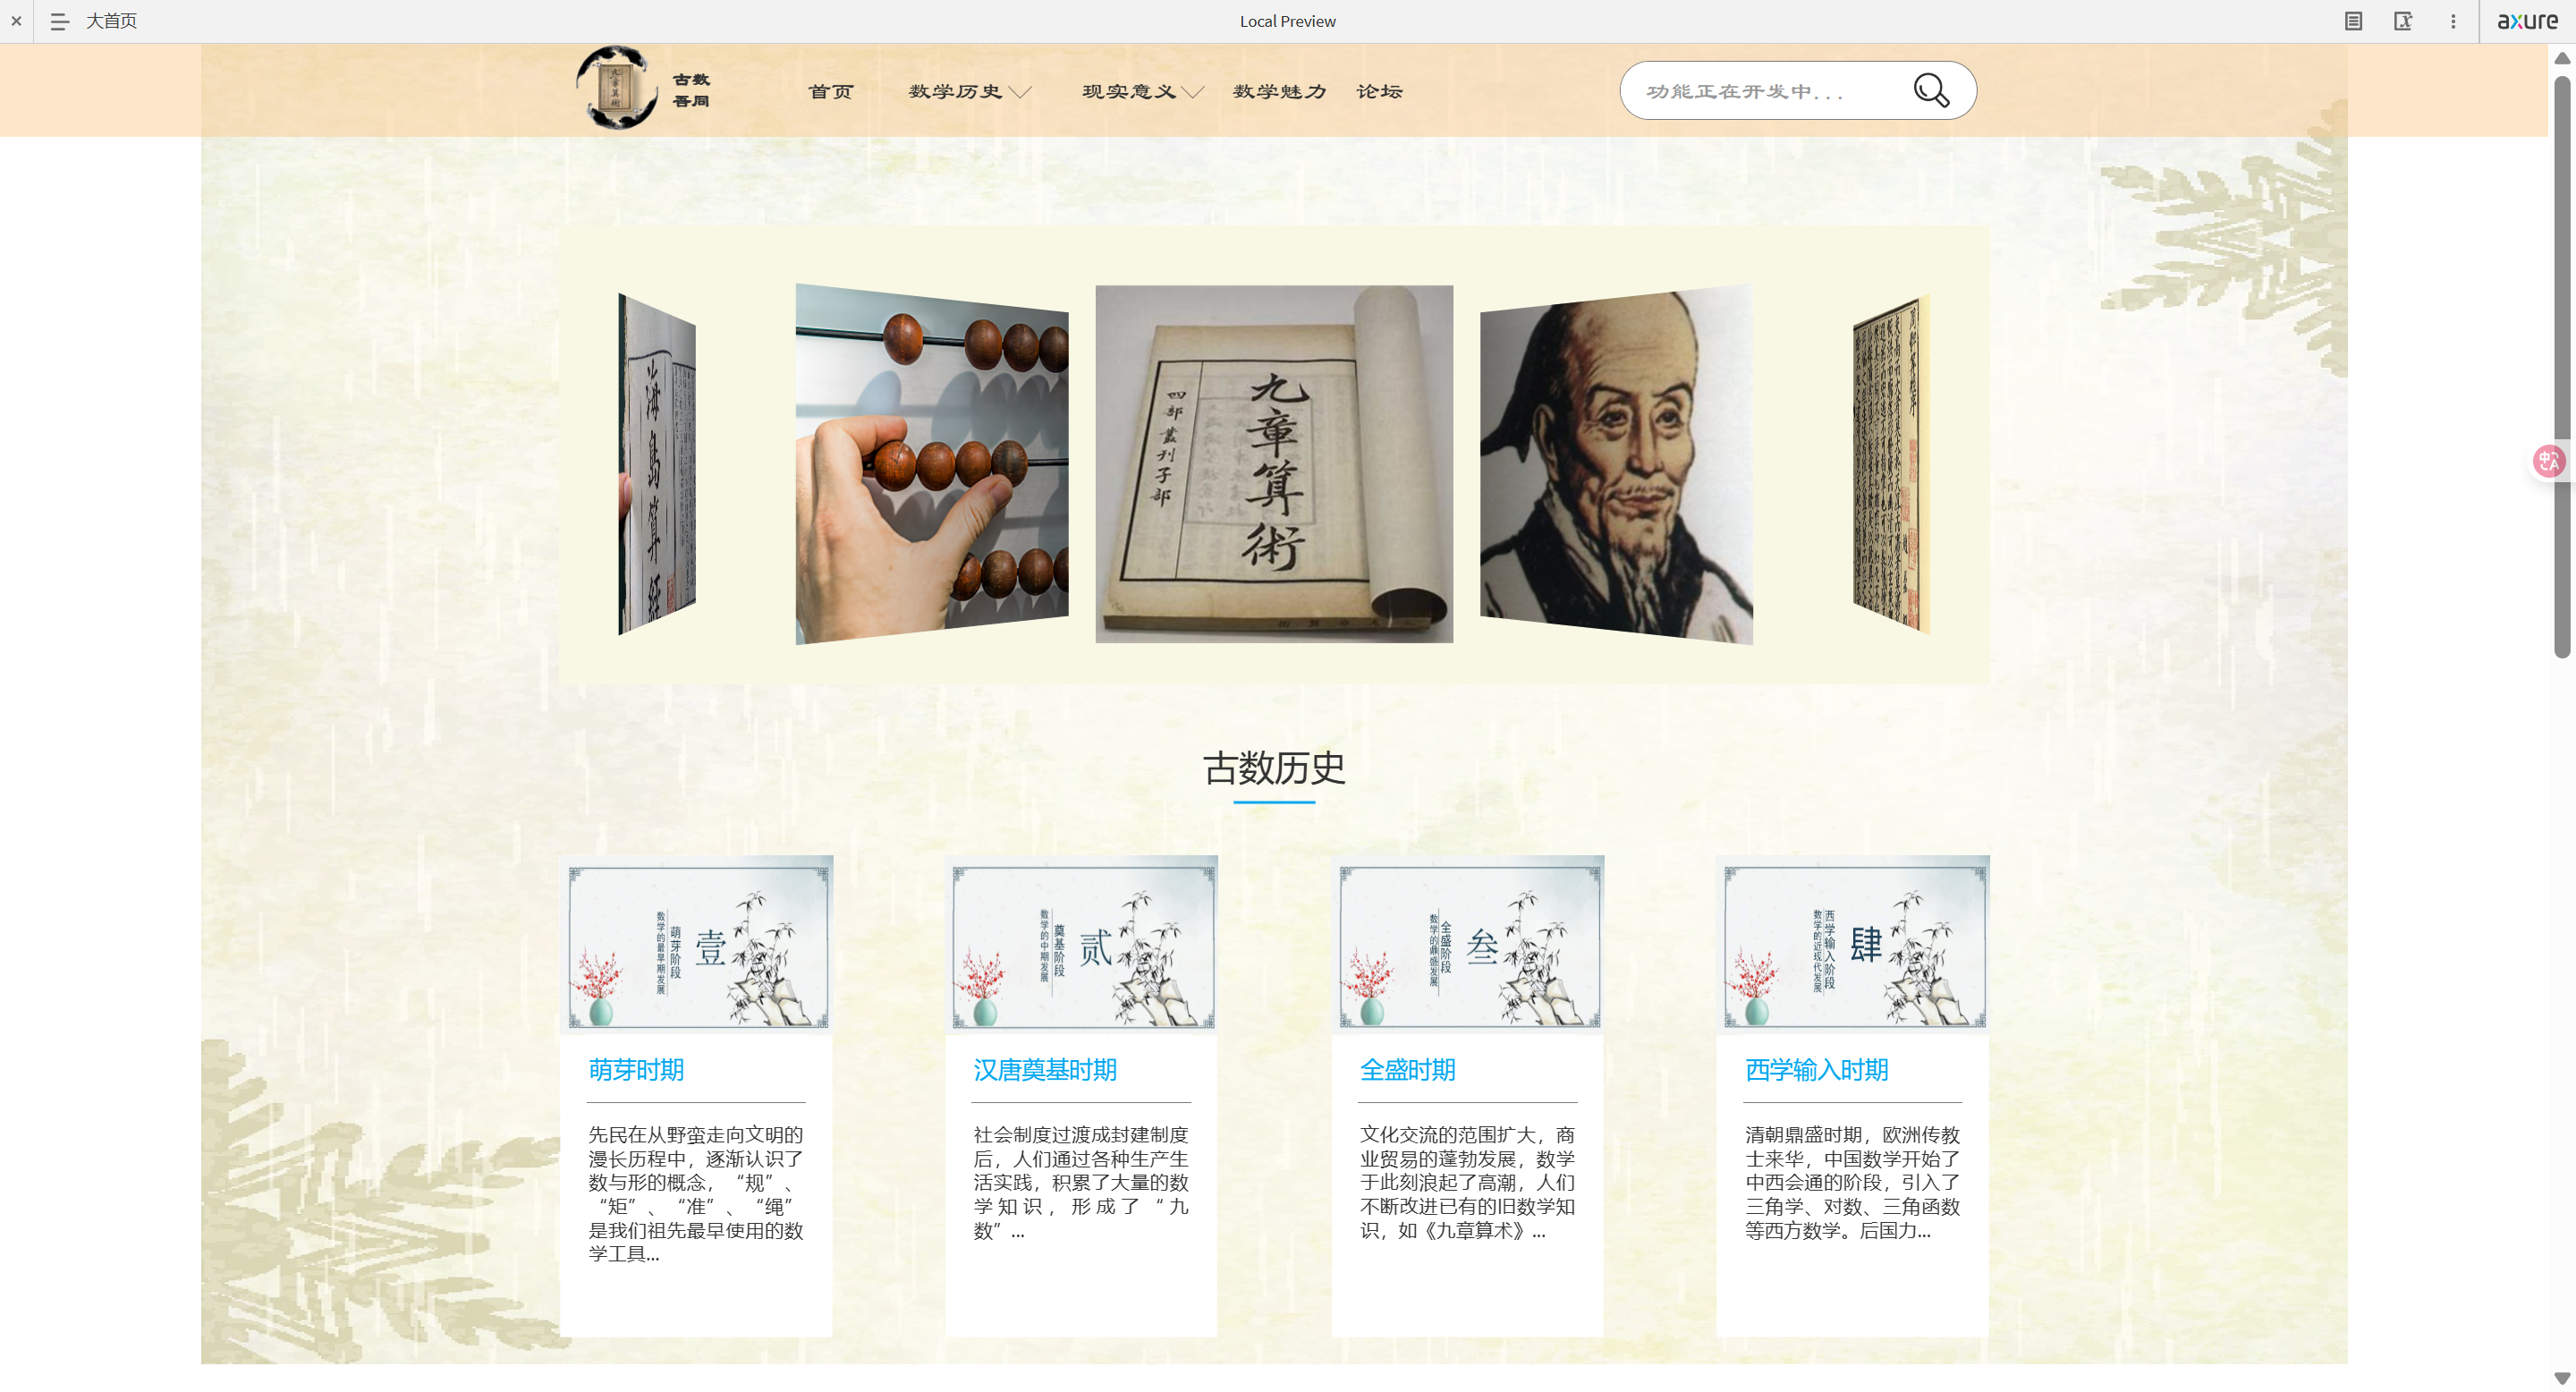 大首页
Local Preview
axure
古数
吾同
首页
数学历史
现实意义
数学魅力
论坛
功能正在开发中...
海島算經
九章算術
四部叢刊子部
古数历史
壹
萌芽阶段
数学的最早期发展
贰
奠基阶段
数学的中期发展
叁
全盛阶段
数学的鼎盛发展
肆
西学输入阶段
数学的近现代发展
萌芽时期
先民在从野蛮走向文明的
漫长历程中，逐渐认识了
数与形的概念，“规”、
“矩”、“准”、“绳”
是我们祖先最早使用的数
学工具...
汉唐奠基时期
社会制度过渡成封建制度
后，人们通过各种生产生
活实践，积累了大量的数
学知识，形成了“九
数”...
全盛时期
文化交流的范围扩大，商
业贸易的蓬勃发展，数学
于此刻浪起了高潮，人们
不断改进已有的旧数学知
识，如《九章算术》...
西学输入时期
清朝鼎盛时期，欧洲传教
士来华，中国数学开始了
中西会通的阶段，引入了
三角学、对数、三角函数
等西方数学。后国力...